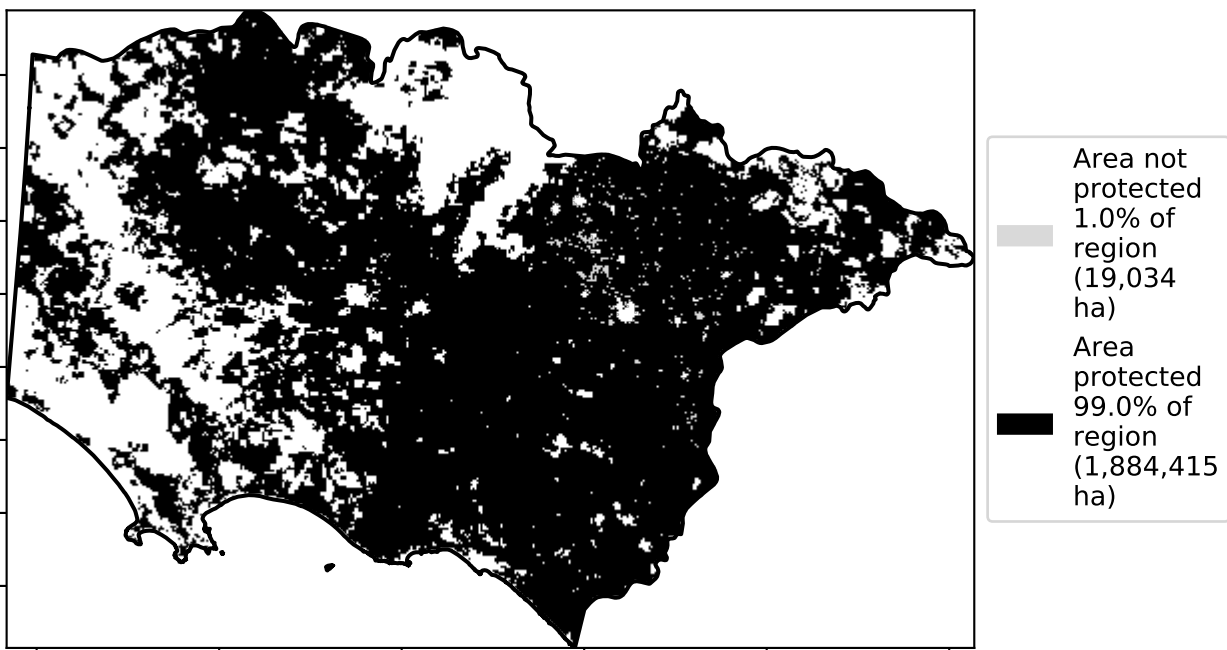 Area not
protected
1.0% of
region
(19,034
ha)
Area
protected
99.0% of
region
(1,884,415
ha)